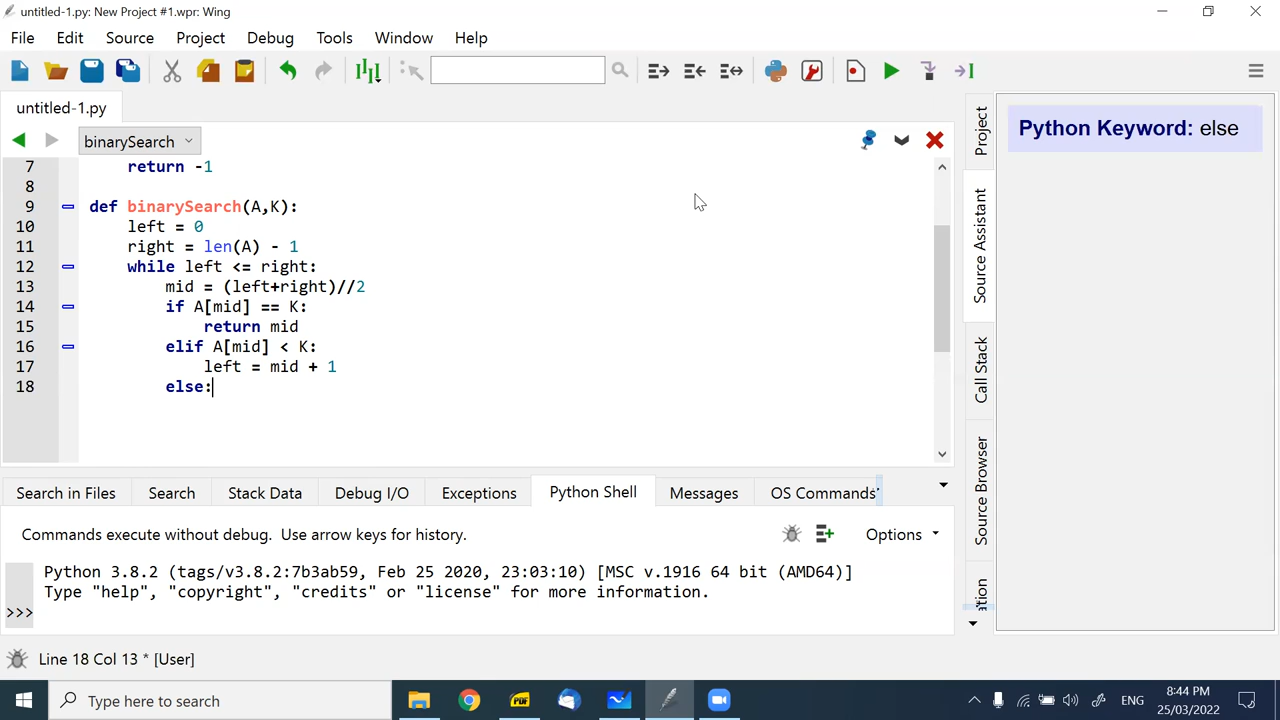 untitled-1.py: New Project #1.wpr: Wing
File Edit Source Project Debug Tools Window Help
untitled-1.py
binarySearch
7 return -1
8
9 def binarySearch(A,K):
10 left = 0
11 right = len(A) - 1
12 while left <= right:
13 mid = (left+right)//2
14 if A[mid] == K:
15 return mid
16 elif A[mid] < K:
17 left = mid + 1
18 else:
Project
Source Assistant
Call Stack
Source Browser
ation
Python Keyword: else
Search in Files Search Stack Data Debug I/O Exceptions Python Shell Messages OS Commands
Commands execute without debug. Use arrow keys for history.
Options
Python 3.8.2 (tags/v3.8.2:7b3ab59, Feb 25 2020, 23:03:10) [MSC v.1916 64 bit (AMD64)]
Type "help", "copyright", "credits" or "license" for more information.
>>>
Line 18 Col 13 * [User]
Type here to search
PDF
ENG
8:44 PM
25/03/2022